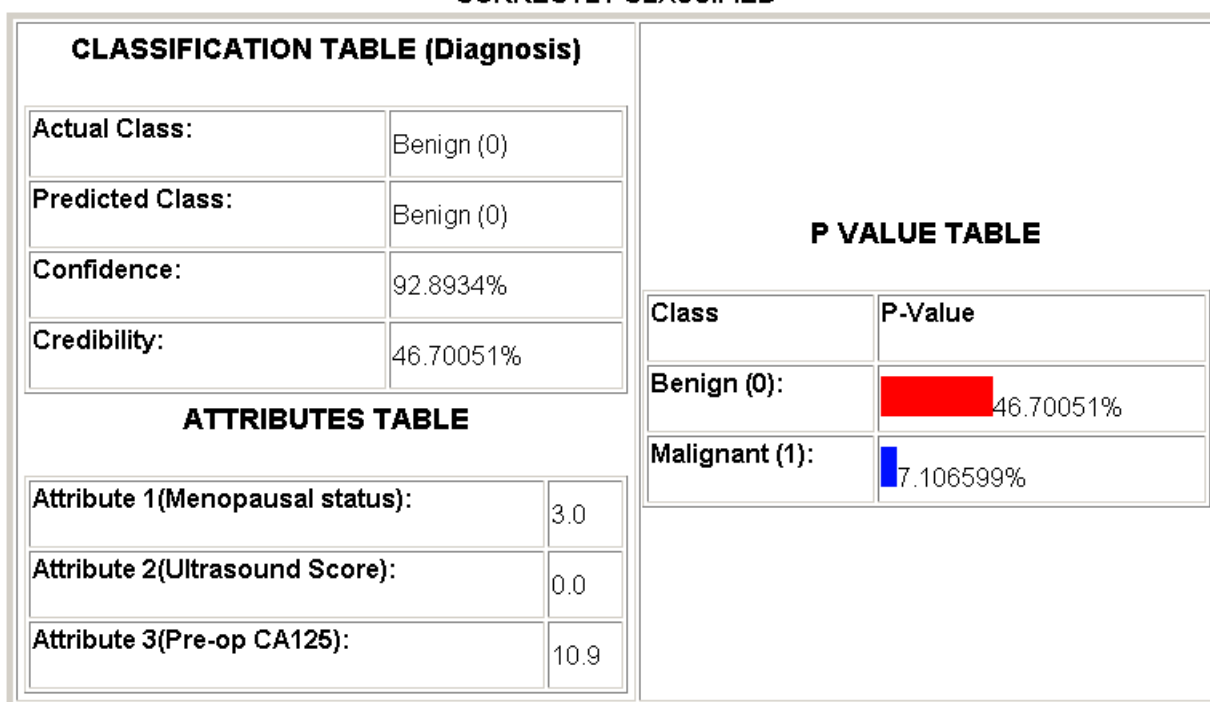 CLASSIFICATION TABLE (Diagnosis)
Actual Class:
Benign (0)
Predicted Class:
Benign (0)
Confidence:
92.8934%
Credibility:
46.70051%
ATTRIBUTES TABLE
Attribute 1(Menopausal status):
3.0
Attribute 2(Ultrasound Score):
0.0
Attribute 3(Pre-op CA125):
10.9
P VALUE TABLE
Class
P-Value
Benign (0):
46.70051%
Malignant (1):
7.106599%